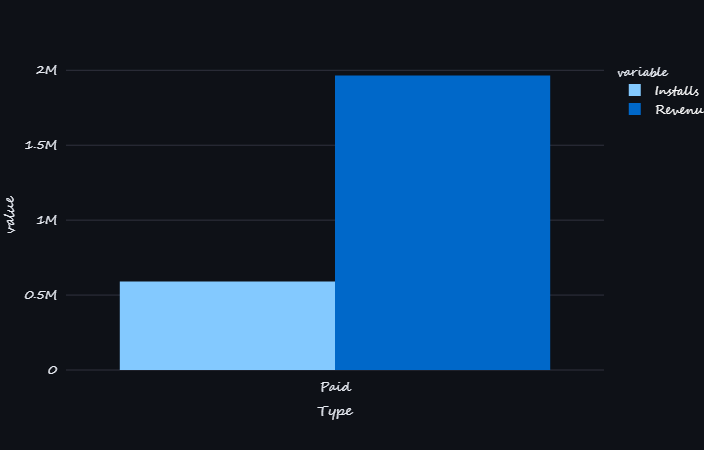 2M
1.5M
1M
0.5M
0
value
Paid
Type
variable
Installs
Revenu